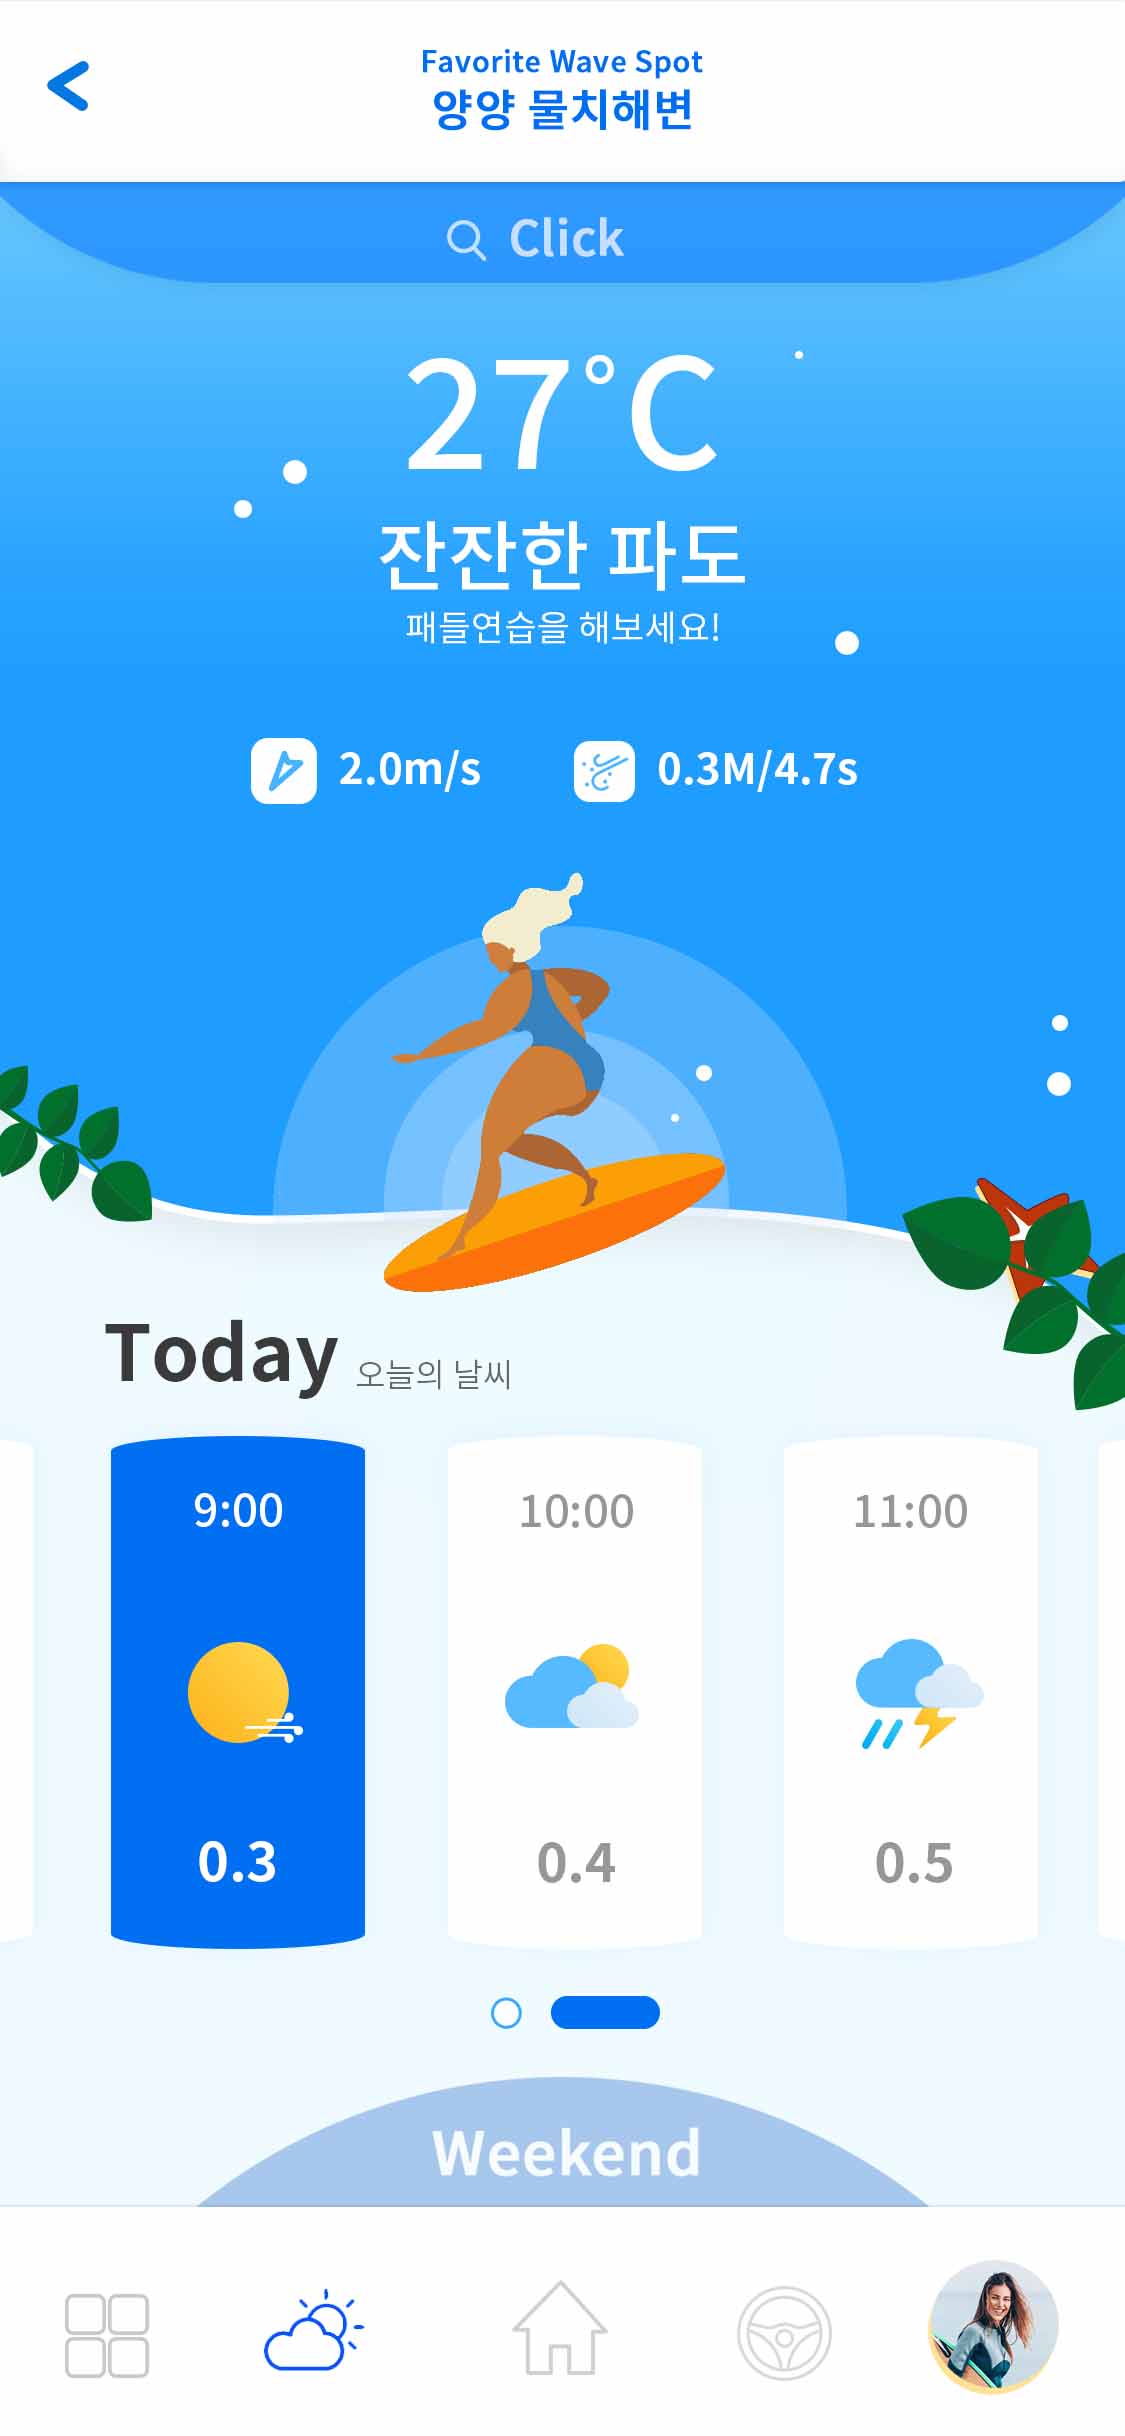 Favorite Wave Spot
양양 물치해변
Click
27°C
잔잔한 파도
패들연습을 해보세요!
2.0m/s 0.3M/4.7s
Today 오늘의 날씨
9:00 10:00 11:00
0.3 0.4 0.5
Weekend